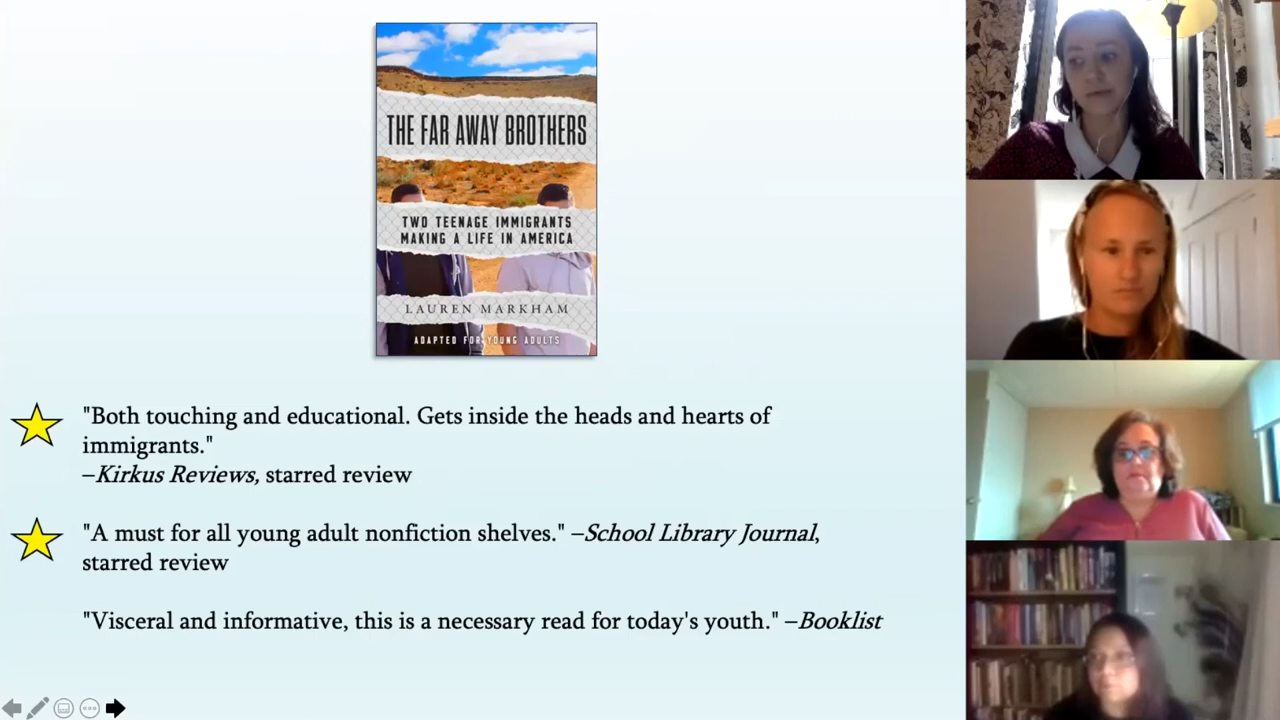 THE FAR AWAY BROTHERS
TWO TEENAGE IMMIGRANTS
MAKING A LIFE IN AMERICA
LAUREN MARKHAM
ADAPTED FOR YOUNG ADULTS
"Both touching and educational. Gets inside the heads and hearts of
immigrants."
–Kirkus Reviews, starred review
"A must for all young adult nonfiction shelves." –School Library Journal,
starred review
"Visceral and informative, this is a necessary read for today's youth." –Booklist